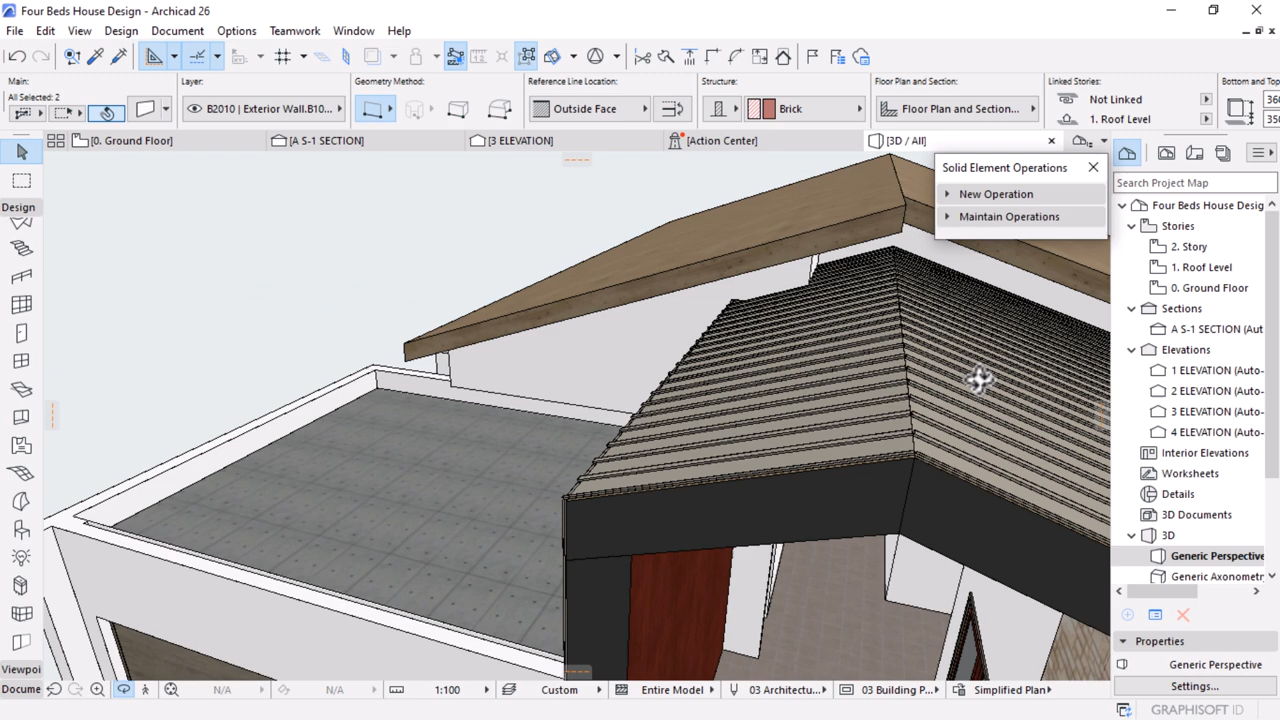 Four Beds House Design - Archicad 26
File Edit View Design Document Options Teamwork Window Help
Main:
All Selected: 2
Layer:
B2010 | Exterior Wall.B10...
Geometry Method:
Reference Line Location:
Outside Face
Structure:
Brick
Floor Plan and Section:
Floor Plan and Section...
Linked Stories:
Not Linked
1. Roof Level
Bottom and Top
360
350
[0. Ground Floor]
[A S-1 SECTION]
[3 ELEVATION]
[Action Center]
[3D / All]
Design
Viewpoi
Docume
Solid Element Operations
New Operation
Maintain Operations
Search Project Map
Four Beds House Desig
Stories
2. Story
1. Roof Level
0. Ground Floor
Sections
A S-1 SECTION (Aut
Elevations
1 ELEVATION (Auto-
2 ELEVATION (Auto-
3 ELEVATION (Auto-
4 ELEVATION (Auto-
Interior Elevations
Worksheets
Details
3D Documents
3D
Generic Perspective
Generic Axonometr
Properties
Generic Perspective
Settings...
N/A
N/A
1:100
Custom
Entire Model
03 Architectu...
03 Building P...
Simplified Plan
GRAPHISOFT ID